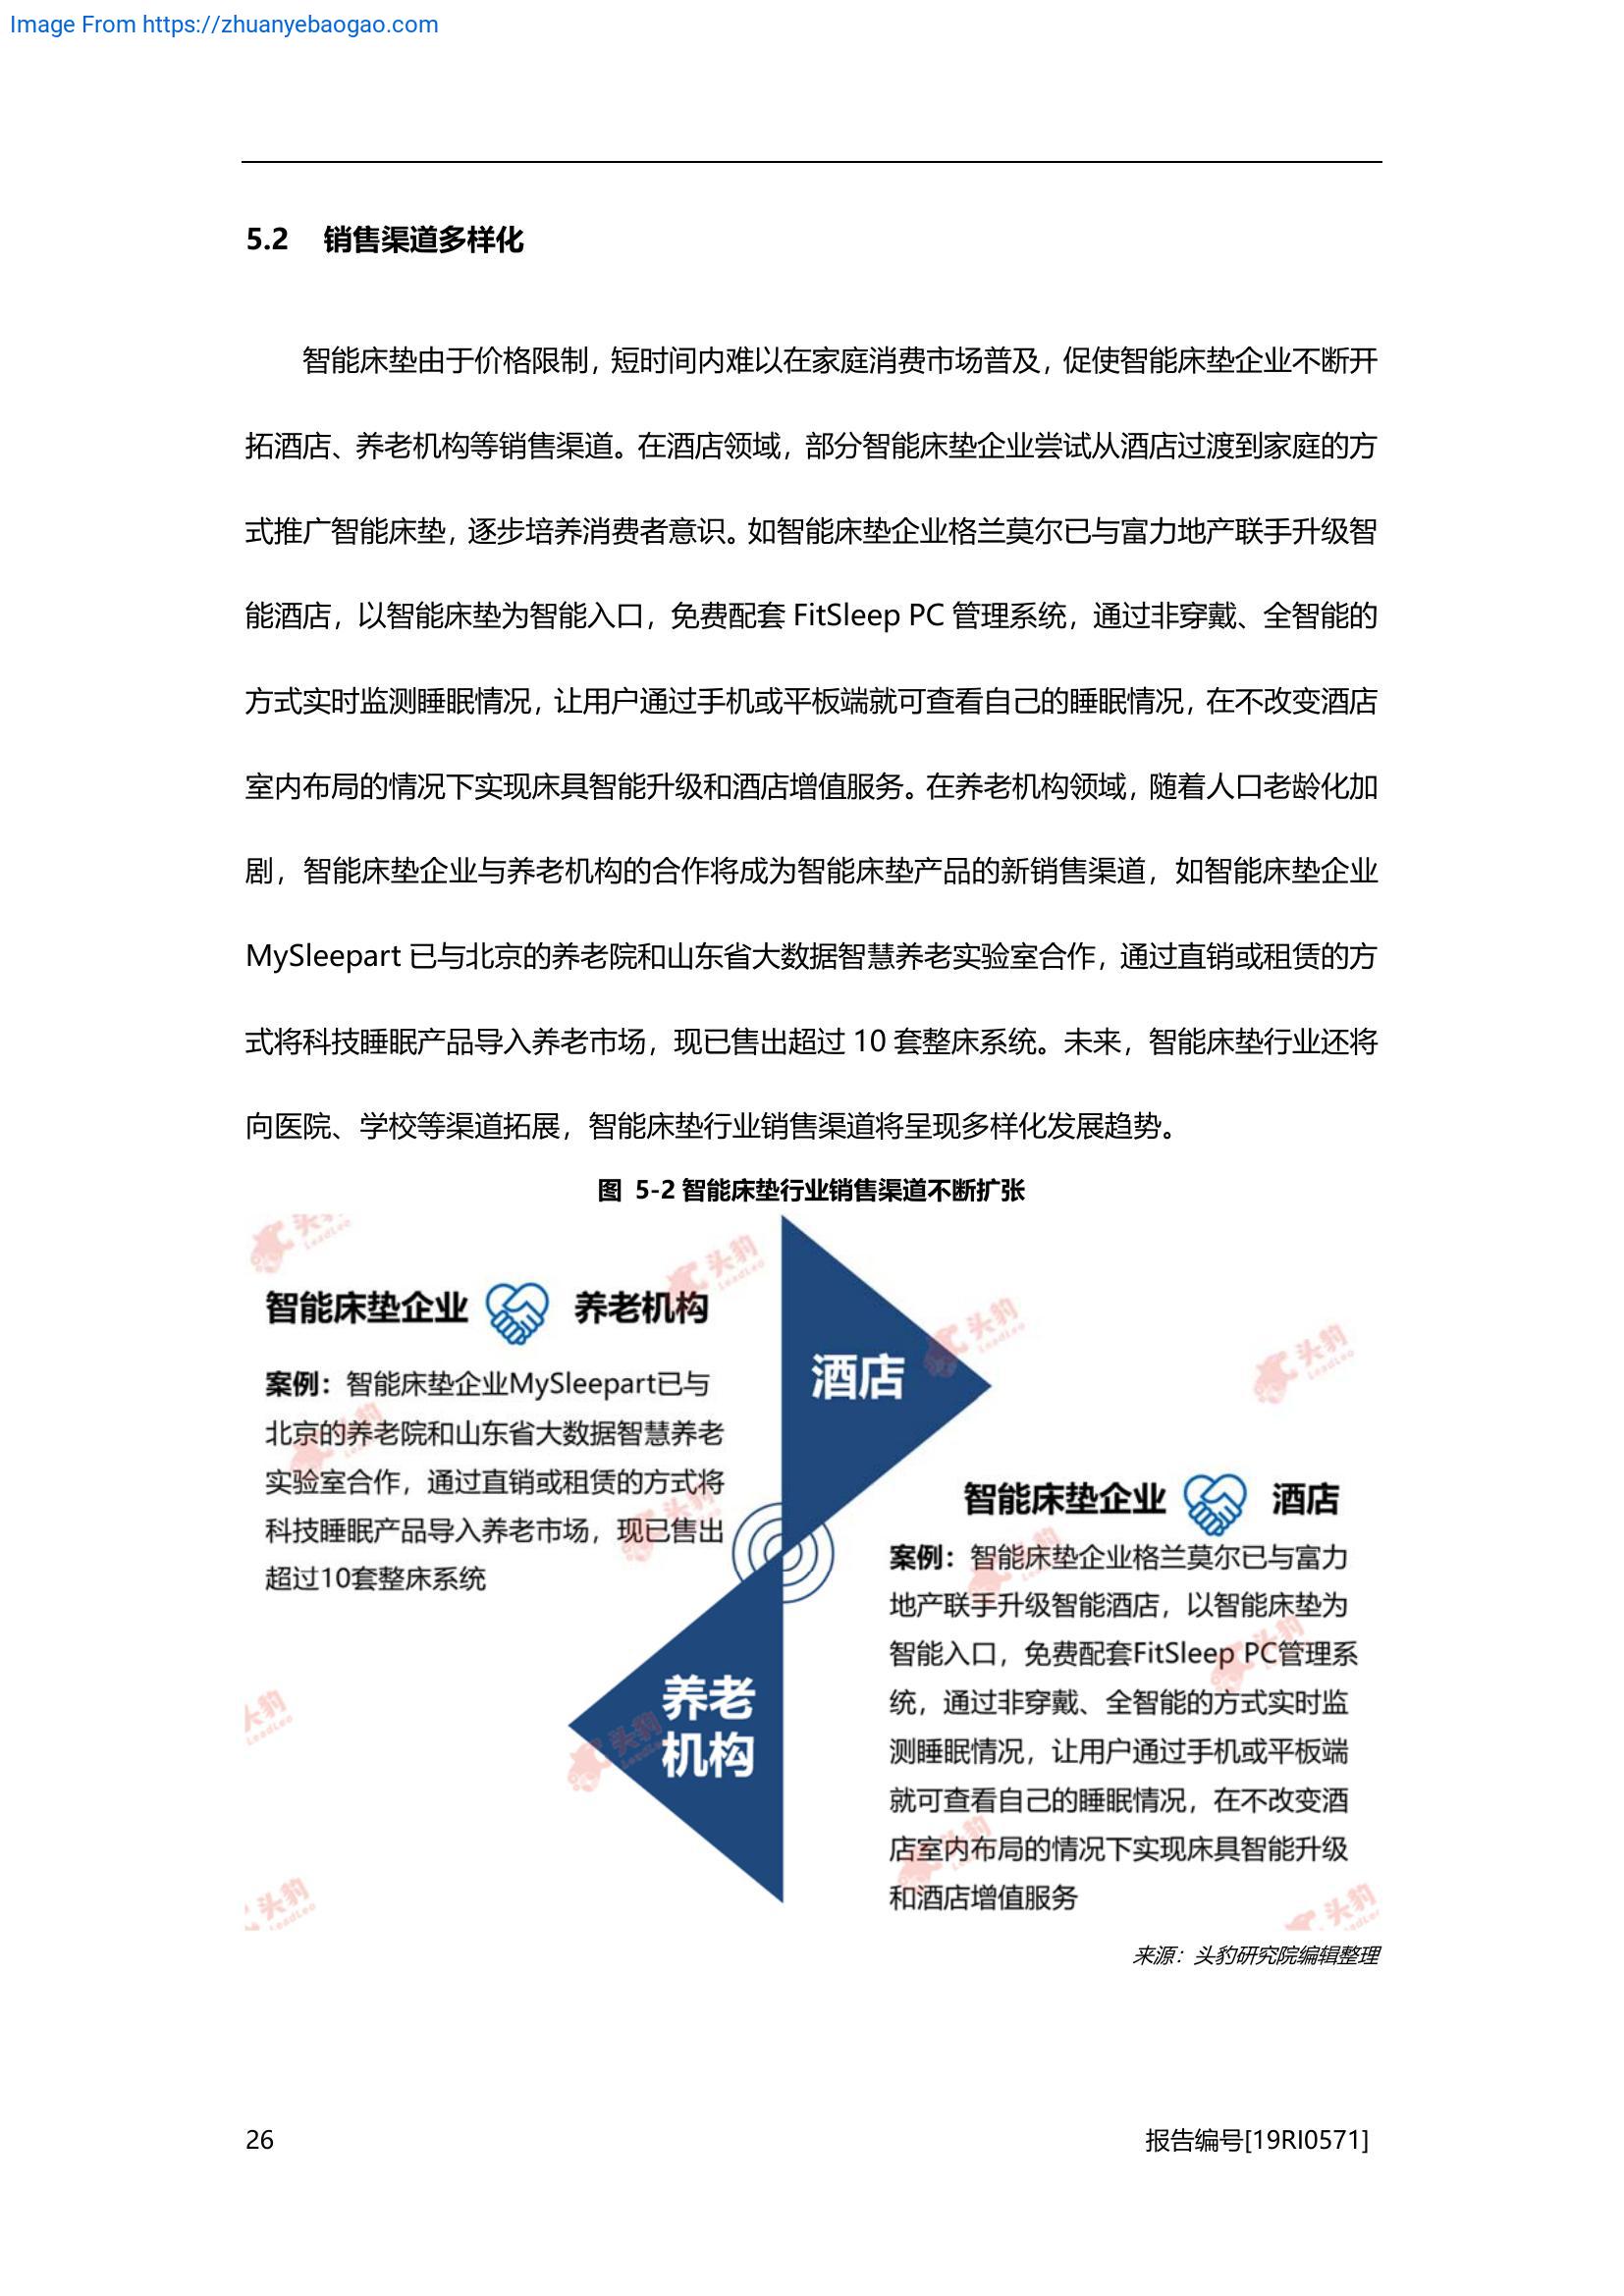 Image From https://zhuanyebaogao.com
5.2 销售渠道多样化
智能床垫由于价格限制，短时间内难以在家庭消费市场普及，促使智能床垫企业不断开
拓酒店、养老机构等销售渠道。在酒店领域，部分智能床垫企业尝试从酒店过渡到家庭的方
式推广智能床垫，逐步培养消费者意识。如智能床垫企业格兰莫尔已与富力地产联手升级智
能酒店，以智能床垫为智能入口，免费配套 FitSleep PC 管理系统，通过非穿戴、全智能的
方式实时监测睡眠情况，让用户通过手机或平板端就可查看自己的睡眠情况，在不改变酒店
室内布局的情况下实现床具智能升级和酒店增值服务。在养老机构领域，随着人口老龄化加
剧，智能床垫企业与养老机构的合作将成为智能床垫产品的新销售渠道，如智能床垫企业
MySleepart 已与北京的养老院和山东省大数据智慧养老实验室合作，通过直销或租赁的方
式将科技睡眠产品导入养老市场，现已售出超过 10 套整床系统。未来，智能床垫行业还将
向医院、学校等渠道拓展，智能床垫行业销售渠道将呈现多样化发展趋势。
图 5-2 智能床垫行业销售渠道不断扩张
智能床垫企业 养老机构
案例：智能床垫企业MySleepart已与
北京的养老院和山东省大数据智慧养老
实验室合作，通过直销或租赁的方式将
科技睡眠产品导入养老市场，现已售出
超过10套整床系统
酒店
养老
机构
智能床垫企业 酒店
案例：智能床垫企业格兰莫尔已与富力
地产联手升级智能酒店，以智能床垫为
智能入口，免费配套FitSleep PC管理系
统，通过非穿戴、全智能的方式实时监
测睡眠情况，让用户通过手机或平板端
就可查看自己的睡眠情况，在不改变酒
店室内布局的情况下实现床具智能升级
和酒店增值服务
头豹
LeadLeo
来源：头豹研究院编辑整理
26
报告编号[19RI0571]